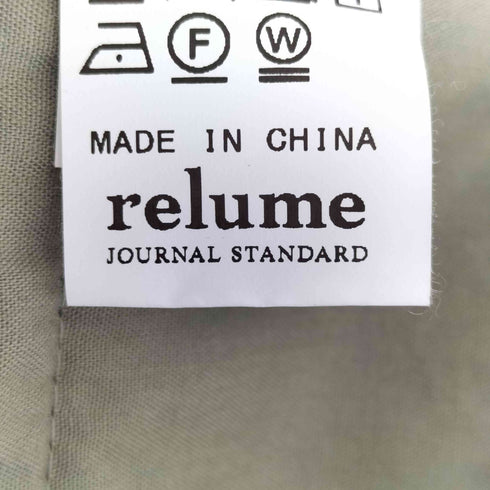 F W
MADE IN CHINA
relume
JOURNAL STANDARD